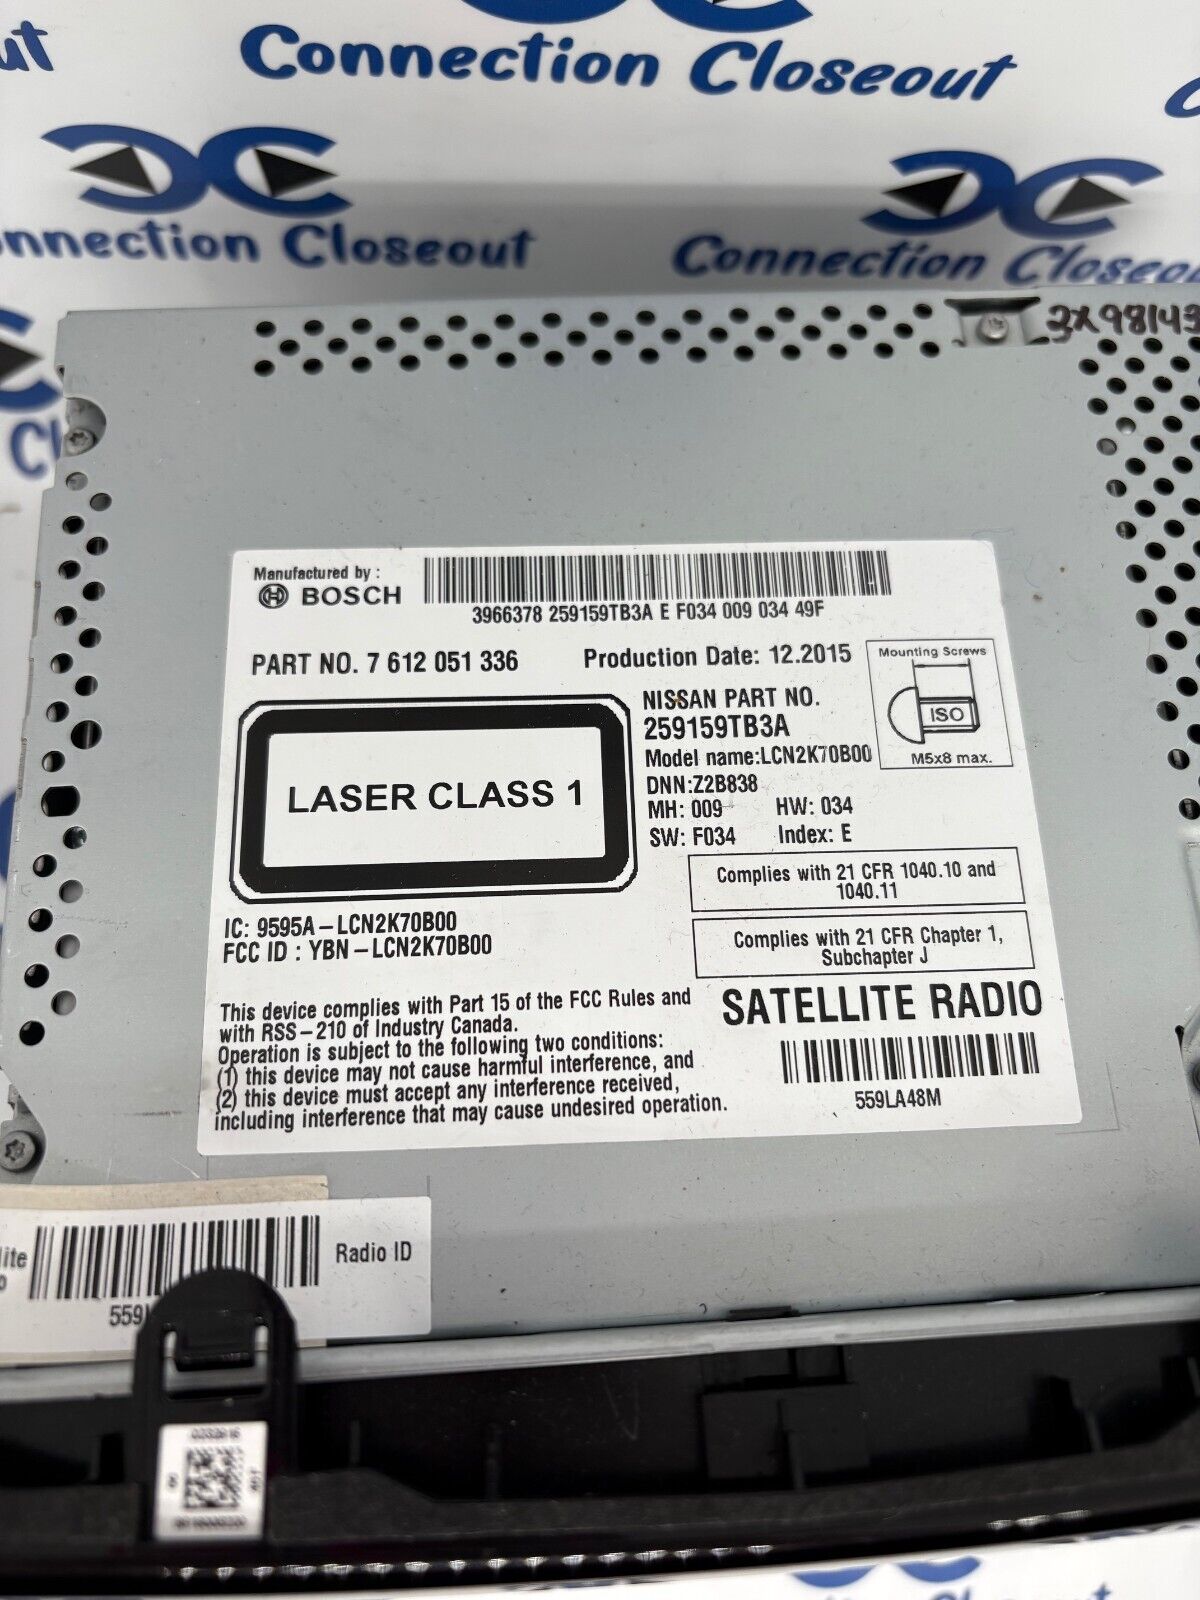 ut
Connection Closeout
Connection Closeout
Connection Closeout
3X98143
Manufactured by :
BOSCH
3966378 259159TB3A E F034 009 034 49F
PART NO. 7 612 051 336
Production Date: 12.2015
Mounting Screws
ISO
M5x8 max.
NISSAN PART NO.
259159TB3A
Model name:LCN2K70B00
DNN:Z2B838
MH: 009 HW: 034
SW: F034 Index: E
LASER CLASS 1
Complies with 21 CFR 1040.10 and
1040.11
Complies with 21 CFR Chapter 1,
Subchapter J
IC: 9595A-LCN2K70B00
FCC ID : YBN-LCN2K70B00
This device complies with Part 15 of the FCC Rules and
with RSS-210 of Industry Canada.
Operation is subject to the following two conditions:
(1) this device may not cause harmful interference, and
(2) this device must accept any interference received,
including interference that may cause undesired operation.
SATELLITE RADIO
559LA48M
lite
o
Radio ID
559L